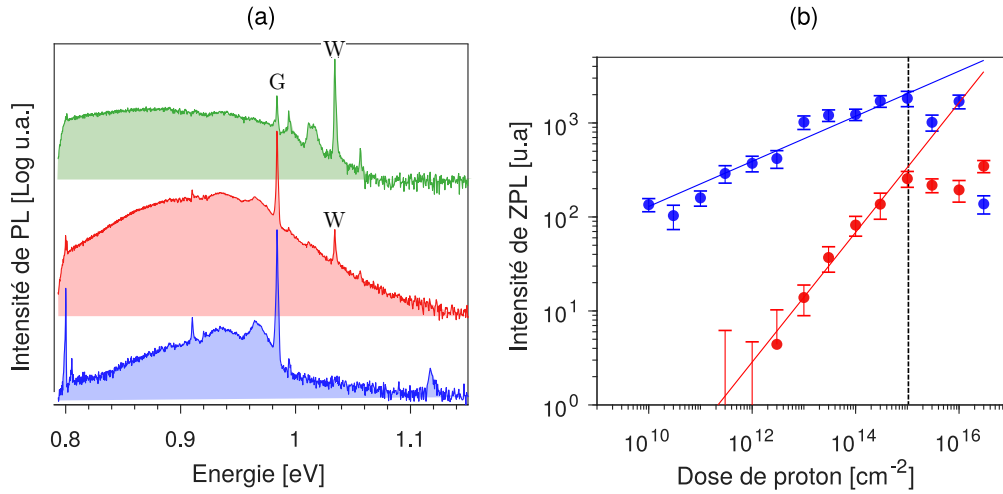 (a)
(b)
W
G
W
Intensité de PL [Log u.a.]
0.8 0.9 1 1.1
Energie [eV]
Intensité de ZPL [u.a]
10^3
10^2
10^1
10^0
10^10 10^12 10^14 10^16
Dose de proton [cm^-2]